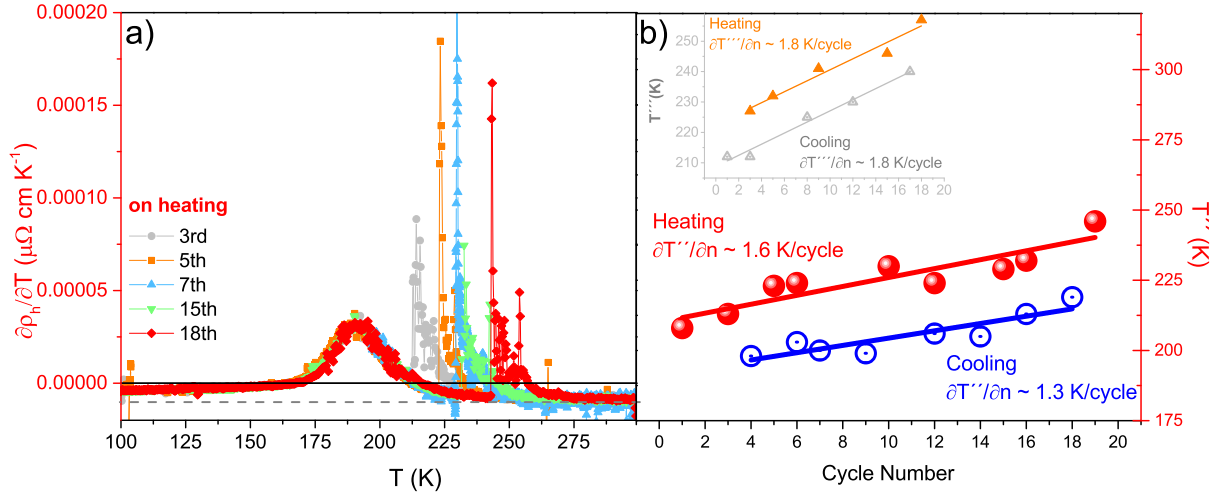 a)
0.00020
0.00015
0.00010
0.00005
0.00000
∂ρh/∂T (μΩ cm K-1)
on heating
3rd
5th
7th
15th
18th
100 125 150 175 200 225 250 275
T (K)
b)
Heating
∂T´´´/∂n ~ 1.8 K/cycle
250
240
230
220
210
T´´´(K)
Cooling
∂T´´´/∂n ~ 1.8 K/cycle
0 2 4 6 8 10 12 14 16 18 20
Heating
∂T´´/∂n ~ 1.6 K/cycle
Cooling
∂T´´/∂n ~ 1.3 K/cycle
300
275
250
225
200
175
T´´ (K)
0 2 4 6 8 10 12 14 16 18 20
Cycle Number